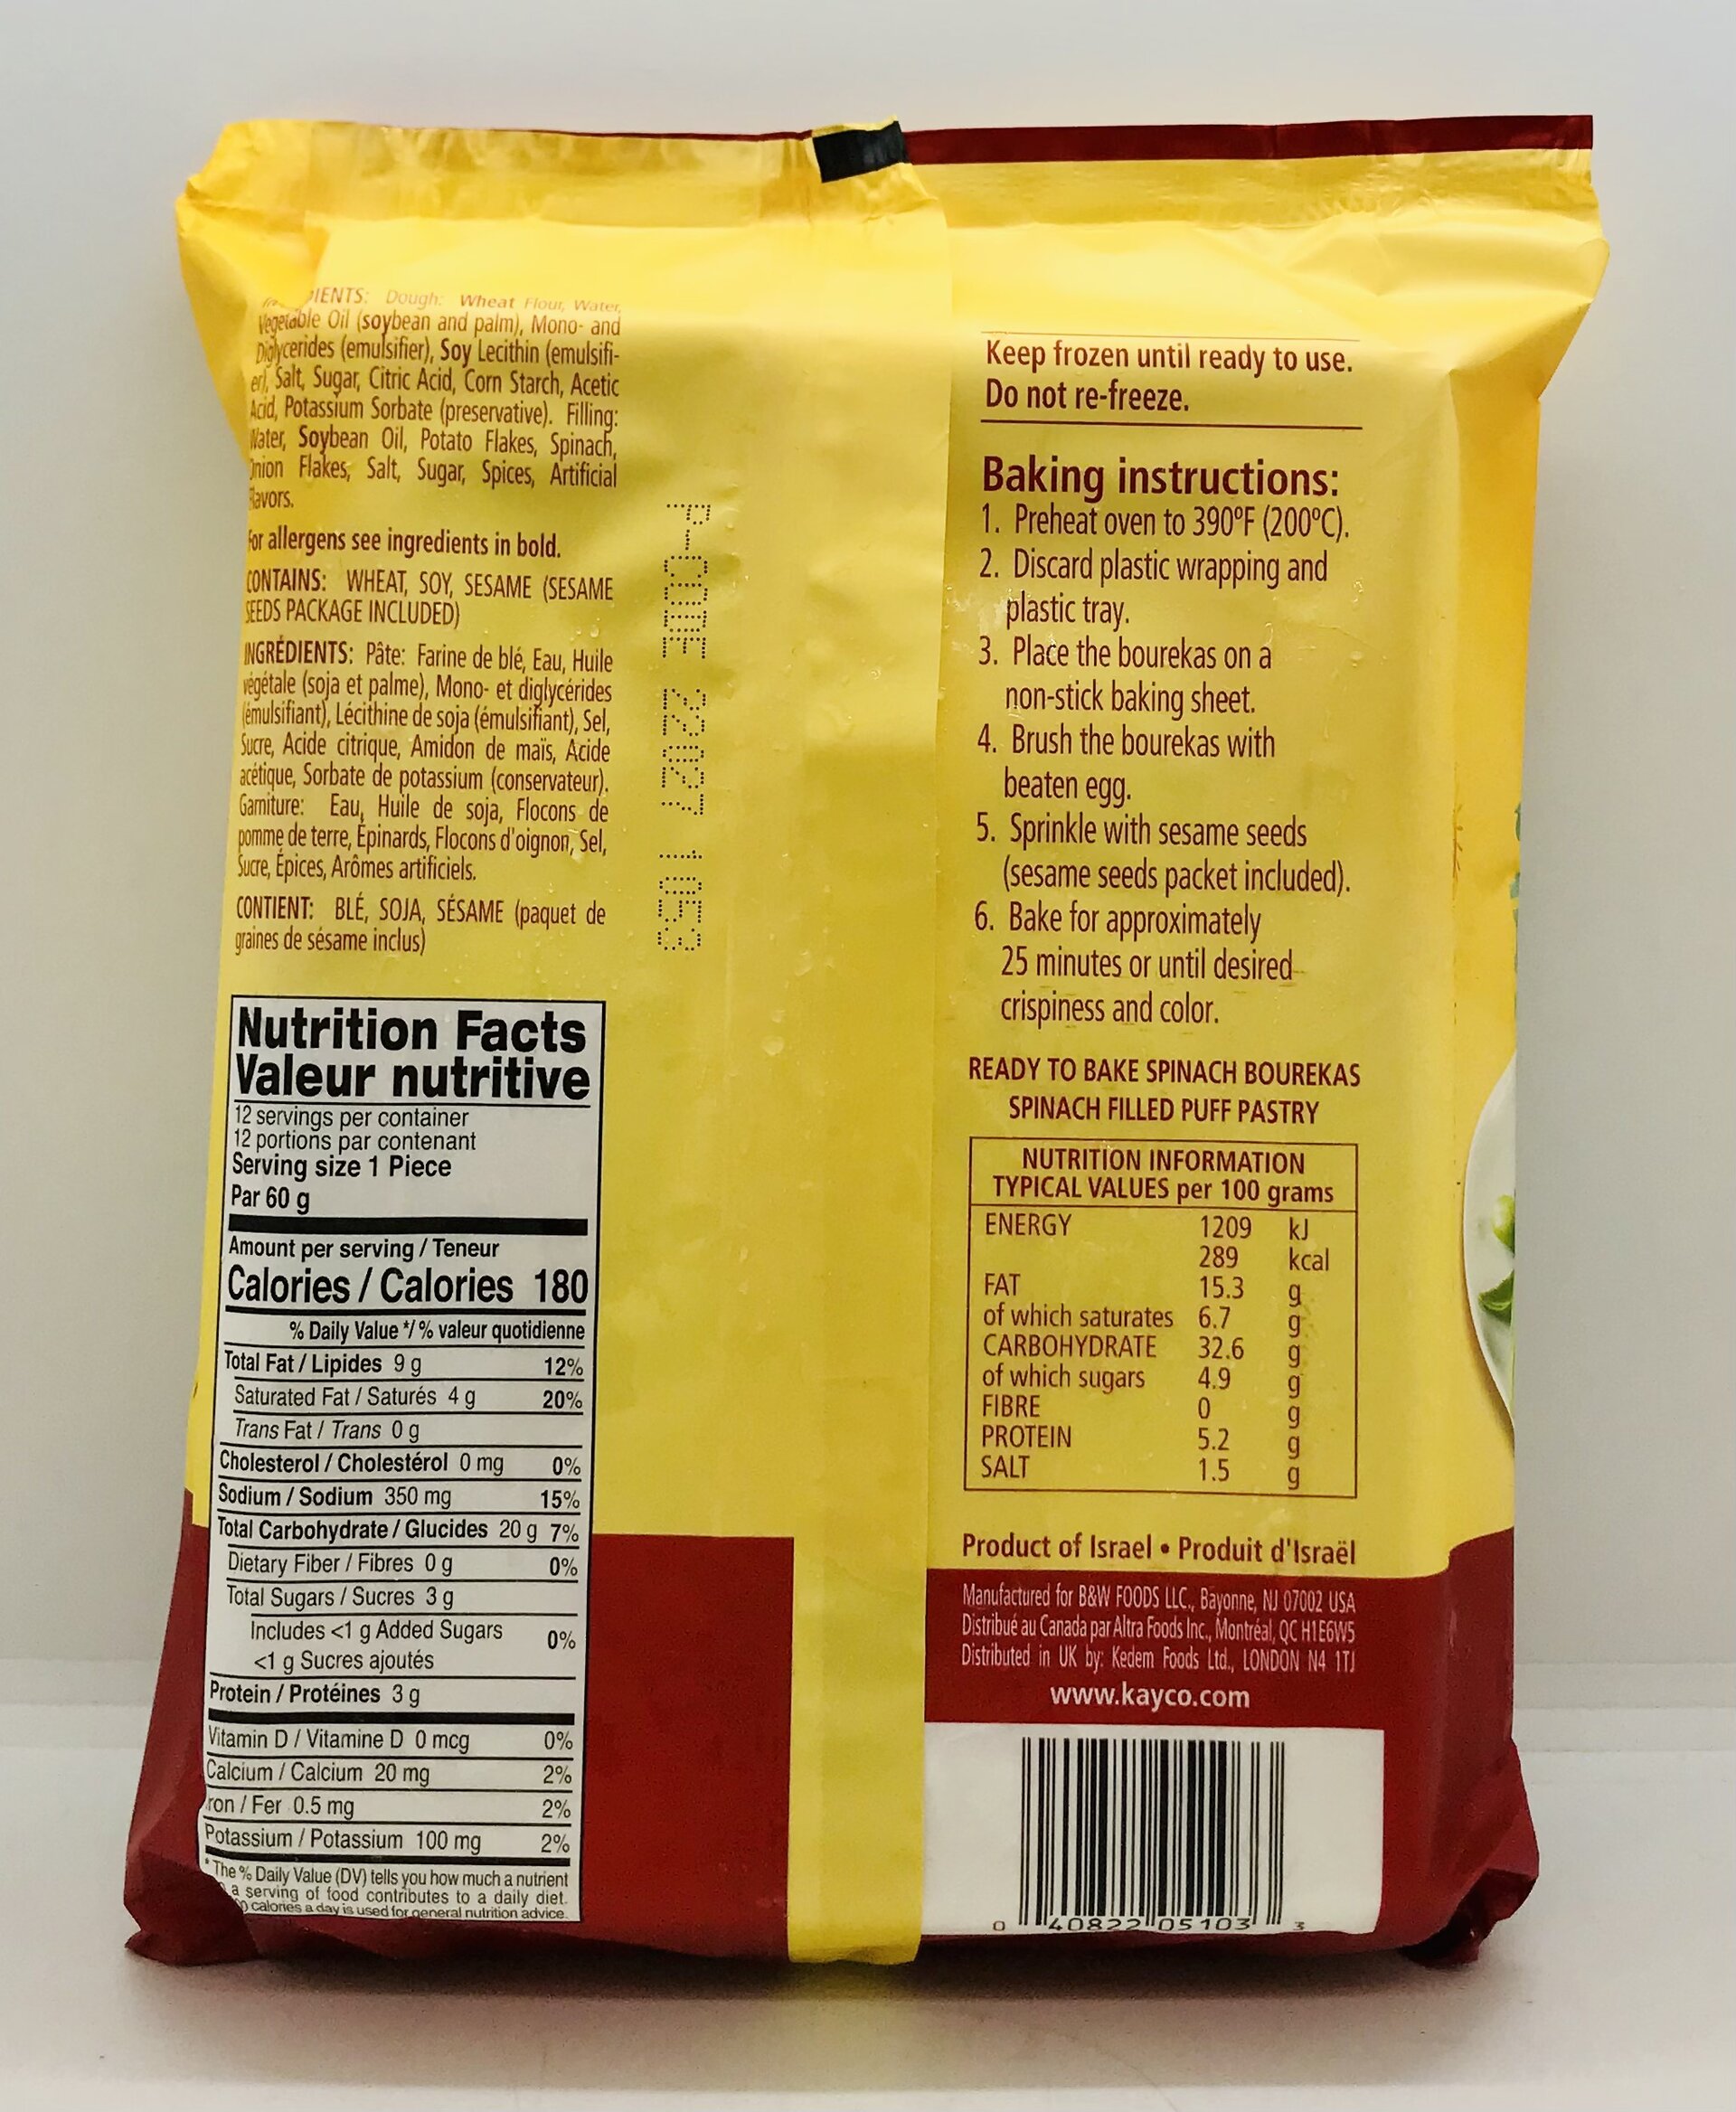 DIENTS: Dough: Wheat Flour, Water,
Vegetable Oil (soybean and palm), Mono- and
Diglycerides (emulsifier), Soy Lecithin (emulsifi-
er), Salt, Sugar, Citric Acid, Corn Starch, Acetic
Acid, Potassium Sorbate (preservative). Filling:
Water, Soybean Oil, Potato Flakes, Spinach,
Onion Flakes, Salt, Sugar, Spices, Artificial
Flavors.
For allergens see ingredients in bold.
CONTAINS: WHEAT, SOY, SESAME (SESAME
SEEDS PACKAGE INCLUDED)
INGRÉDIENTS: Pâte: Farine de blé, Eau, Huile
végétale (soja et palme), Mono- et diglycérides
(émulsifiant), Lécithine de soja (émulsifiant), Sel,
Sucre, Acide citrique, Amidon de maïs, Acide
acétique, Sorbate de potassium (conservateur).
Garniture: Eau, Huile de soja, Flocons de
pomme de terre, Épinards, Flocons d'oignon, Sel,
Sucre, Épices, Arômes artificiels.
CONTIENT: BLÉ, SOJA, SÉSAME (paquet de
graines de sésame inclus)
P-CODE 22027 1 053
Nutrition Facts
Valeur nutritive
12 servings per container
12 portions par contenant
Serving size 1 Piece
Par 60 g
Amount per serving / Teneur
Calories / Calories 180
% Daily Value */ % valeur quotidienne
Total Fat / Lipides 9 g 12%
Saturated Fat / Saturés 4 g 20%
Trans Fat / Trans 0 g
Cholesterol / Cholestérol 0 mg 0%
Sodium / Sodium 350 mg 15%
Total Carbohydrate / Glucides 20 g 7%
Dietary Fiber / Fibres 0 g 0%
Total Sugars / Sucres 3 g
Includes <1 g Added Sugars 0%
<1 g Sucres ajoutés
Protein / Protéines 3 g
Vitamin D / Vitamine D 0 mcg 0%
Calcium / Calcium 20 mg 2%
Iron / Fer 0.5 mg 2%
Potassium / Potassium 100 mg 2%
* The % Daily Value (DV) tells you how much a nutrient
a serving of food contributes to a daily diet.
calories a day is used for general nutrition advice.
Keep frozen until ready to use.
Do not re-freeze.
Baking instructions:
1. Preheat oven to 390ºF (200ºC).
2. Discard plastic wrapping and
plastic tray.
3. Place the bourekas on a
non-stick baking sheet.
4. Brush the bourekas with
beaten egg.
5. Sprinkle with sesame seeds
(sesame seeds packet included).
6. Bake for approximately
25 minutes or until desired
crispiness and color.
READY TO BAKE SPINACH BOUREKAS
SPINACH FILLED PUFF PASTRY
NUTRITION INFORMATION
TYPICAL VALUES per 100 grams
ENERGY 1209 kJ
289 kcal
FAT 15.3 g
of which saturates 6.7 g
CARBOHYDRATE 32.6 g
of which sugars 4.9 g
FIBRE 0 g
PROTEIN 5.2 g
SALT 1.5 g
Product of Israel • Produit d'Israël
Manufactured for B&W FOODS LLC., Bayonne, NJ 07002 USA
Distribué au Canada par Altra Foods Inc., Montréal, QC H1E6W5
Distributed in UK by: Kedem Foods Ltd., LONDON N4 1TJ
www.kayco.com
0 40822 05103 3